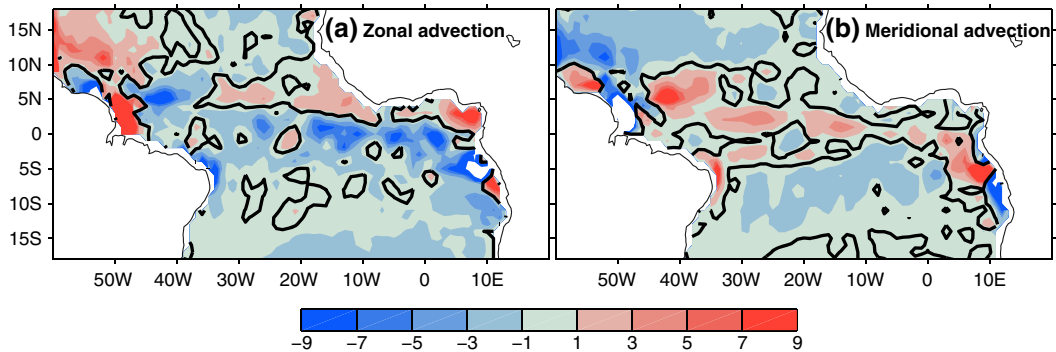 (a) Zonal advection
(b) Meridional advection
15N
10N
5N
0
5S
10S
15S
50W 40W 30W 20W 10W 0 10E
50W 40W 30W 20W 10W 0 10E
−9 −7 −5 −3 −1 1 3 5 7 9